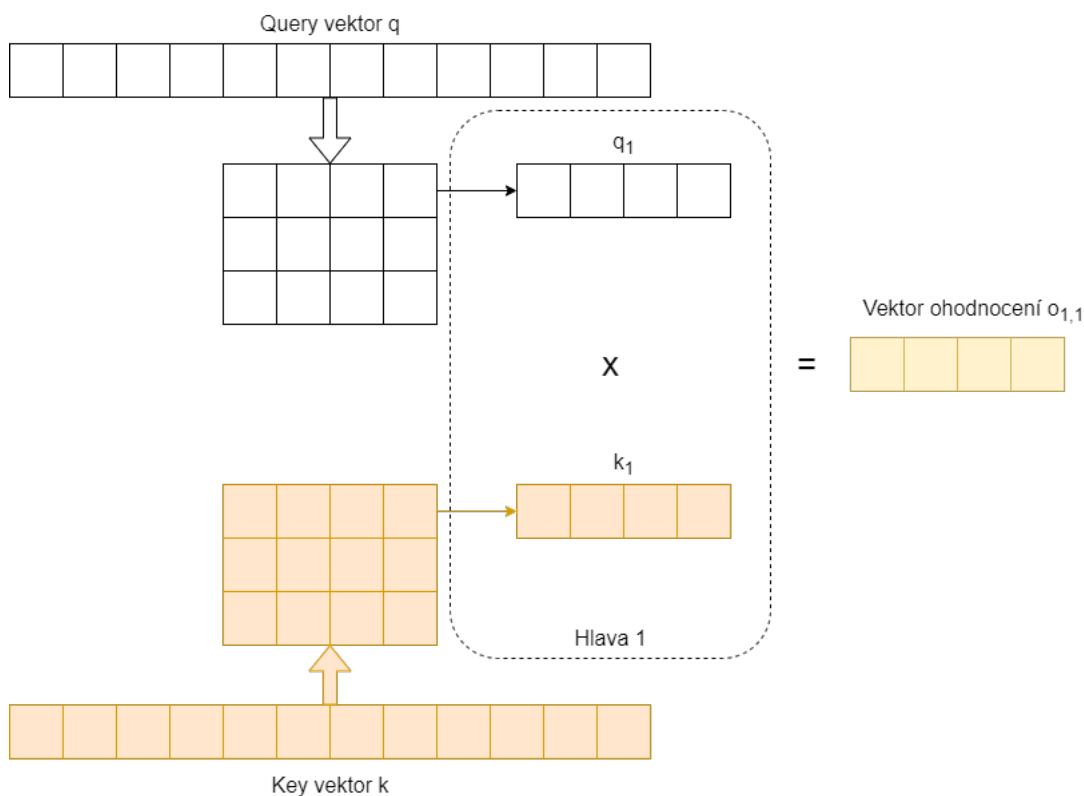 Query vektor q
q1
Vektor ohodnocení o1,1
x
=
k1
Hlava 1
Key vektor k